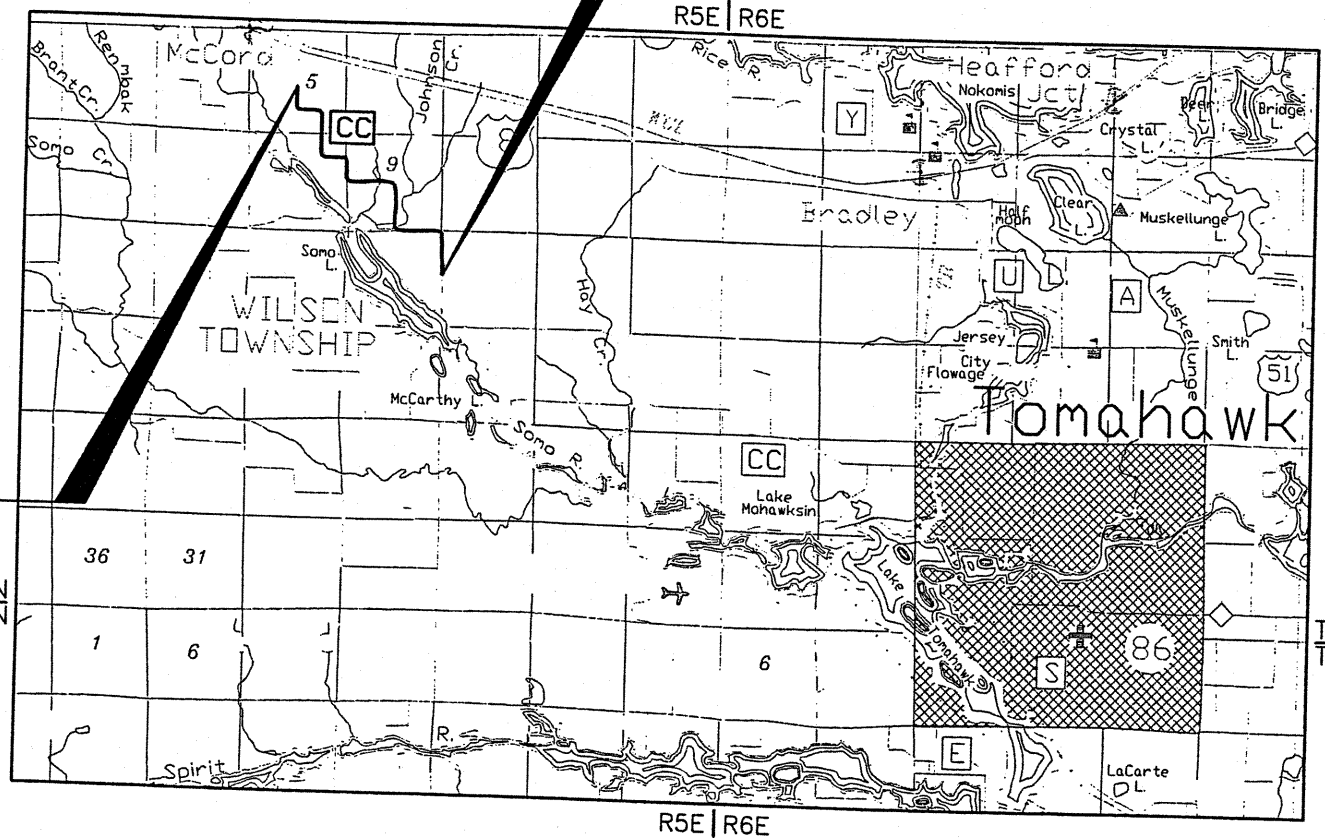 R5E | R6E
McCord
Brant Cr.
Johnson Cr.
5
CC
8
9
Somo Cr.
Rice R.
Heafford Jct
Nokomis
Y
Deer L.
Bridge L.
Crystal L.
Bradley
Half moon
Clear L.
Muskellunge L.
Somo L.
WILSON
TOWNSHIP
Hay Cr.
U
A
Muskellunge
Jersey
City
Flowage
Smith L.
51
McCarthy
Somo R.
Tomahawk
CC
Lake
Mohawksin
36
31
Lake Tomahawk
1
6
6
86
S
Spirit R.
E
LaCarte
L.
R5E | R6E